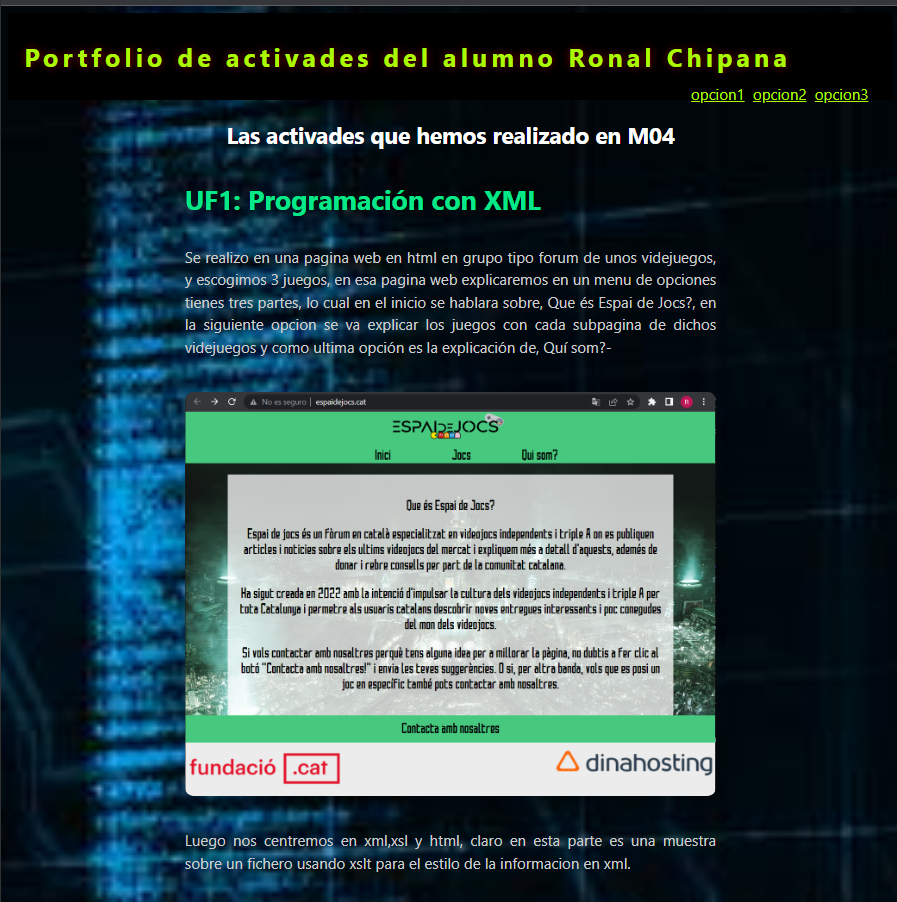 Portfolio de activades del alumno Ronal Chipana
opcion1 opcion2 opcion3
Las activades que hemos realizado en M04
UF1: Programación con XML
Se realizo en una pagina web en html en grupo tipo forum de unos videjuegos,
y escogimos 3 juegos, en esa pagina web explicaremos en un menu de opciones
tienes tres partes, lo cual en el inicio se hablara sobre, Que és Espai de Jocs?, en
la siguiente opcion se va explicar los juegos con cada subpagina de dichos
videjuegos y como ultima opción es la explicación de, Quí som?-
No es seguro | espaidejocs.cat
n
ESPAIDEJOCS
Inici Jocs Qui som?
Que és Espai de Jocs?
Espai de jocs és un Fòrum en català especialitzat en videojocs independents i triple A on es publiquen
articles i noticies sobre els ultims videojocs del mercat i expliquem més a detall d'aquests, además de
donar i rebre consells per part de la comunitat catalana.
Ha sigut creada en 2022 amb la intenció d'impulsar la cultura dels videojocs independents i triple A per
tota Catalunya i permetre als usuaris catalans descobrir noves entregues interessants i poc conegudes
del mon dels videojocs.
Si vols contactar amb nosaltres perquè tens alguna idea per a millorar la pàgina, no dubtis a Fer clic al
botó "Contacta amb nosaltres!" i envia les teves suggerències. O si, per altra banda, vols que es posi un
joc en específic també pots contactar amb nosaltres.
Contacta amb nosaltres
fundació .cat dinahosting
Luego nos centremos en xml,xsl y html, claro en esta parte es una muestra
sobre un fichero usando xslt para el estilo de la informacion en xml.